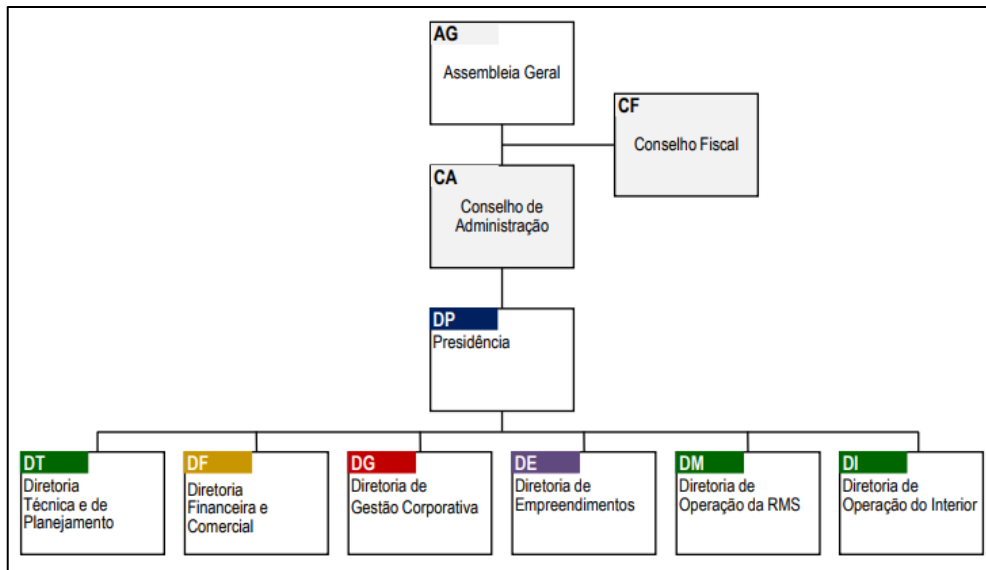 AG
Assembleia Geral
CF
Conselho Fiscal
CA
Conselho de
Administração
DP
Presidência
DT
Diretoria
Técnica e de
Planejamento
DF
Diretoria
Financeira e
Comercial
DG
Diretoria de
Gestão Corporativa
DE
Diretoria de
Empreendimentos
DM
Diretoria de
Operação da RMS
DI
Diretoria de
Operação do Interior